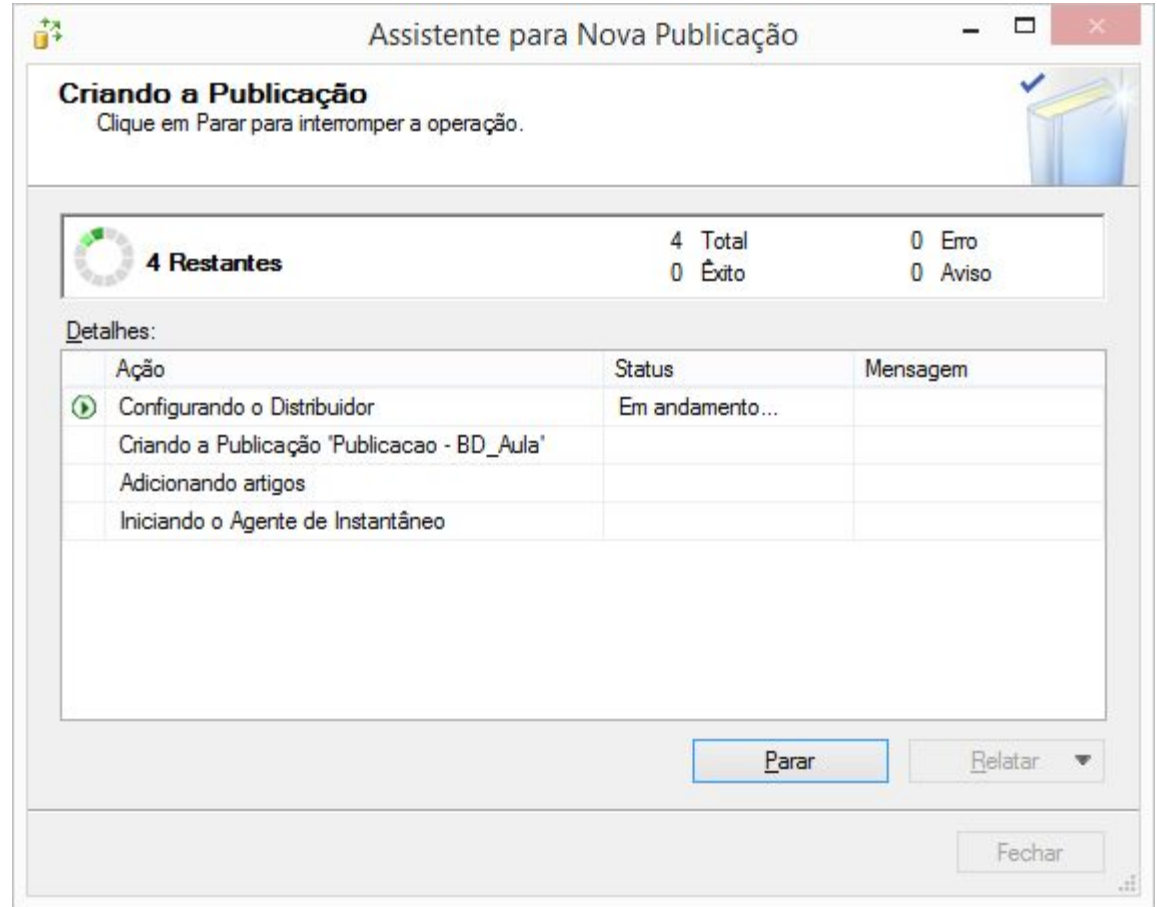 Assistente para Nova Publicação
Criando a Publicação
Clique em Parar para interromper a operação.
4 Restantes
4 Total
0 Erro
0 Êxito
0 Aviso
Detalhes:
Ação Status Mensagem
Configurando o Distribuidor Em andamento...
Criando a Publicação 'Publicacao - BD_Aula'
Adicionando artigos
Iniciando o Agente de Instantâneo
Parar Relatar
Fechar